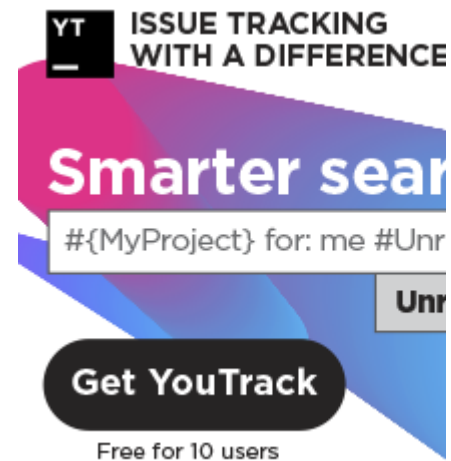 YT
ISSUE TRACKING
WITH A DIFFERENCE
Smarter sear
#{MyProject} for: me #Unr
Unr
Get YouTrack
Free for 10 users